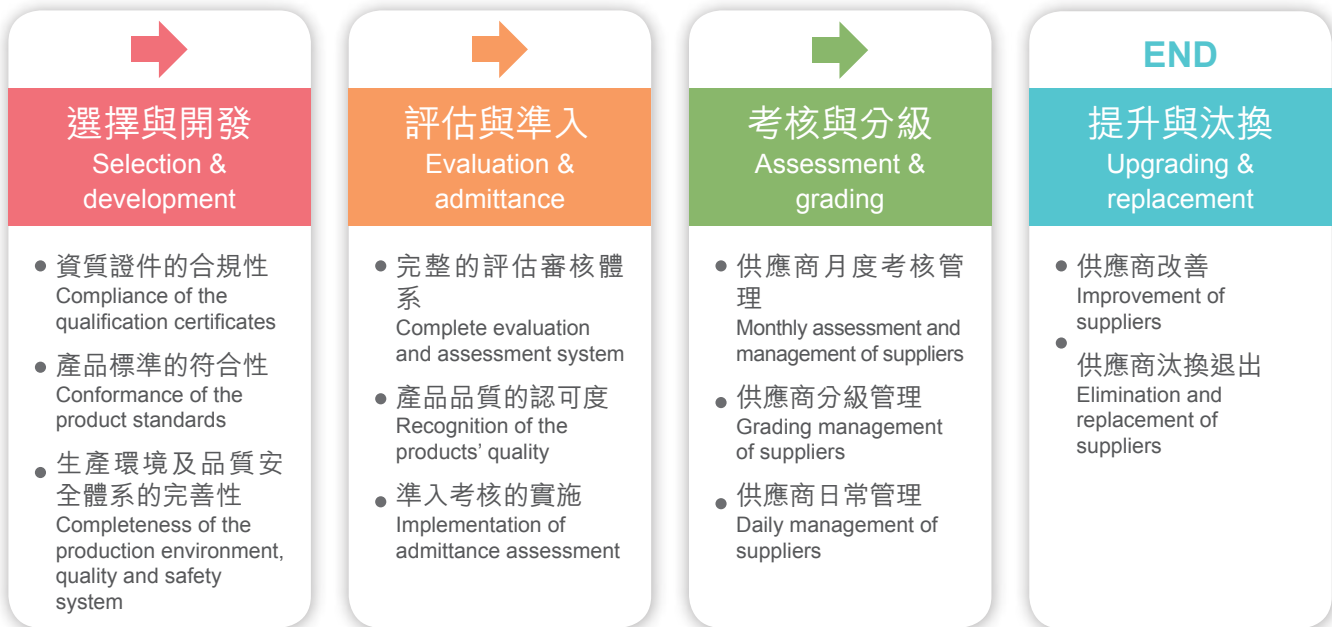 選擇與開發
Selection &
development
資質證件的合規性
Compliance of the
qualification certificates
產品標準的符合性
Conformance of the
product standards
生產環境及品質安
全體系的完善性
Completeness of the
production environment,
quality and safety
system
評估與準入
Evaluation &
admittance
完整的評估審核體
系
Complete evaluation
and assessment system
產品品質的認可度
Recognition of the
products’ quality
準入考核的實施
Implementation of
admittance assessment
考核與分級
Assessment &
grading
供應商月度考核管
理
Monthly assessment and
management of suppliers
供應商分級管理
Grading management
of suppliers
供應商日常管理
Daily management of
suppliers
END
提升與汰換
Upgrading &
replacement
供應商改善
Improvement of
suppliers
供應商汰換退出
Elimination and
replacement of
suppliers